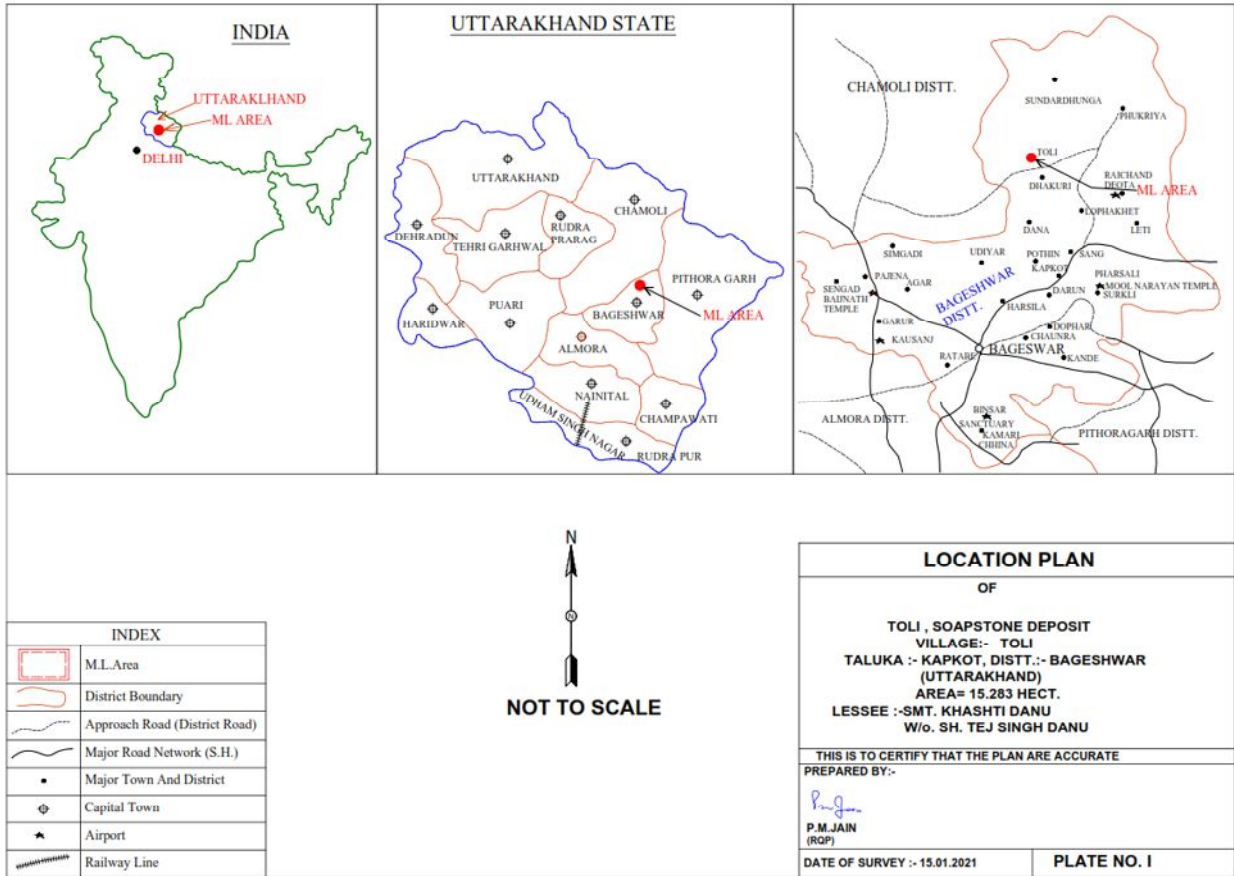 INDIA
UTTARAKLHAND
ML AREA
DELHI
UTTARAKHAND STATE
UTTARAKHAND
CHAMOLI
RUDRA
PRARAG
DEHRADUN
TEHRI GARHWAL
PITHORA GARH
PUARI
BAGESHWAR
ML AREA
HARIDWAR
ALMORA
NAINITAL
CHAMPAWATI
UDHAM SINGH NAGAR
RUDRA PUR
CHAMOLI DISTT.
SUNDARDHUNGA
PHUKRIYA
TOLI
DHAKURI
RAICHAND
DEOTA
ML AREA
DOPHAKHET
DANA
LETI
SIMGADI
UDIYAR
POTHIN
SANG
KAPKOT
PAJENA
AGAR
BAGESHWAR
DISTT.
PHARSALI
MOOL NARAYAN TEMPLE
SURKLI
SENGAD
BAIJNATH
TEMPLE
DARUN
HARSILA
GARUR
DOPHAR
KAUSANJ
CHAUNRA
BAGESWAR
RATABE
KANDE
ALMORA DISTT.
BINSAR
SANCTUARY
KAMARI
CHHINA
PITHORAGARH DISTT.
N
N
NOT TO SCALE
INDEX
M.L.Area
District Boundary
Approach Road (District Road)
Major Road Network (S.H.)
Major Town And District
Capital Town
Airport
Railway Line
LOCATION PLAN
OF
TOLI , SOAPSTONE DEPOSIT
VILLAGE:- TOLI
TALUKA :- KAPKOT, DISTT.:- BAGESHWAR
(UTTARAKHAND)
AREA= 15.283 HECT.
LESSEE :-SMT. KHASHTI DANU
W/o. SH. TEJ SINGH DANU
THIS IS TO CERTIFY THAT THE PLAN ARE ACCURATE
PREPARED BY:-
P.M.JAIN
(RQP)
DATE OF SURVEY :- 15.01.2021
PLATE NO. I